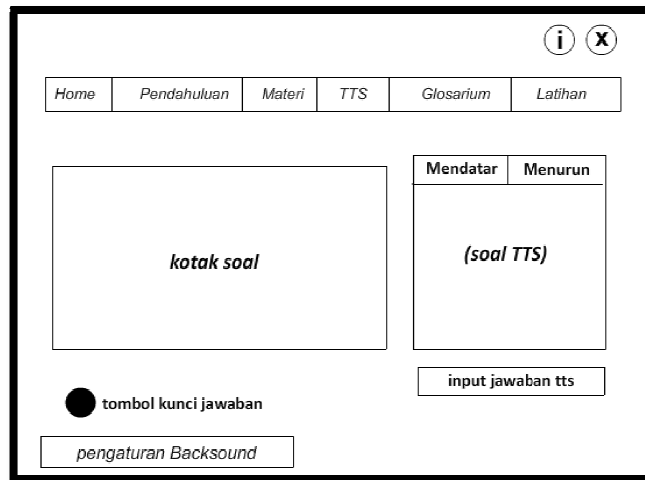 i X
Home Pendahuluan Materi TTS Glosarium Latihan
Mendatar Menurun
kotak soal
(soal TTS)
input jawaban tts
tombol kunci jawaban
pengaturan Backsound